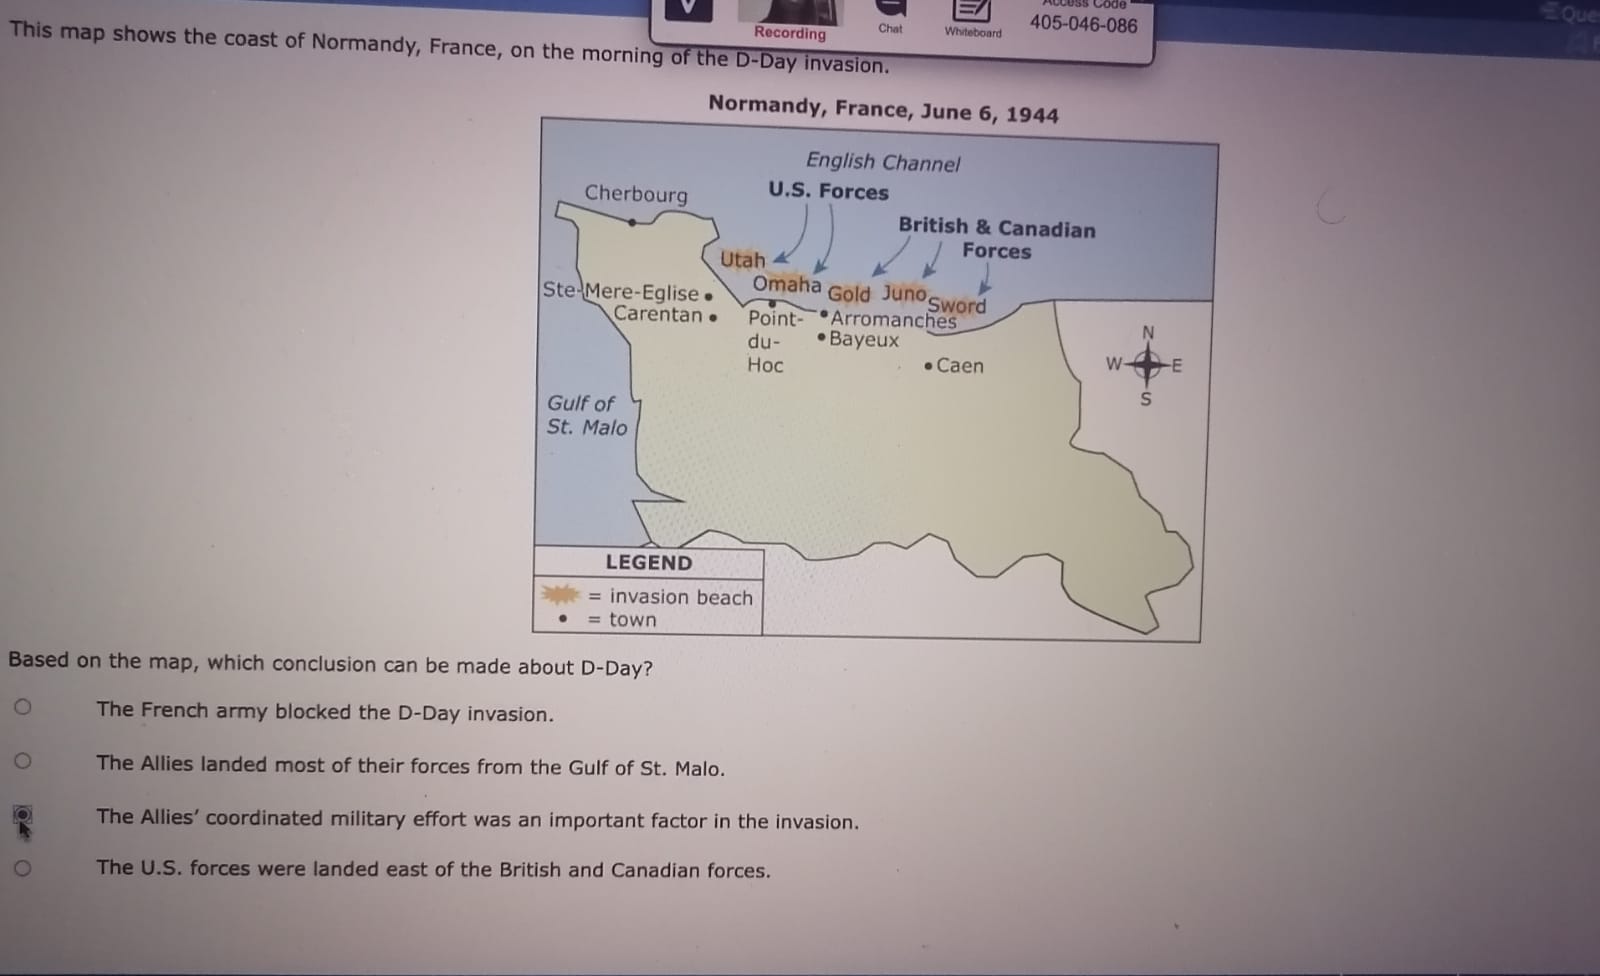 Access Code
Recording
Chat
Whiteboard
405-046-086
This map shows the coast of Normandy, France, on the morning of the D-Day invasion.
Normandy, France, June 6, 1944
English Channel
Cherbourg
U.S. Forces
British & Canadian
Forces
Utah
Omaha
Gold
Juno
Sword
Ste-Mere-Eglise
Carentan
Point-
du-
Hoc
Arromanches
Bayeux
Caen
N
W
E
S
Gulf of
St. Malo
LEGEND
= invasion beach
= town
Based on the map, which conclusion can be made about D-Day?
The French army blocked the D-Day invasion.
The Allies landed most of their forces from the Gulf of St. Malo.
The Allies’ coordinated military effort was an important factor in the invasion.
The U.S. forces were landed east of the British and Canadian forces.